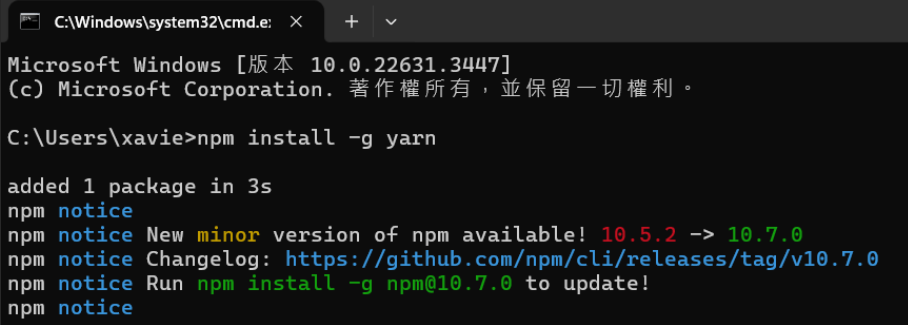 C:\Windows\system32\cmd.e
Microsoft Windows [版本 10.0.22631.3447]
(c) Microsoft Corporation. 著作權所有，並保留一切權利。
C:\Users\xavie>npm install -g yarn
added 1 package in 3s
npm notice
npm notice New minor version of npm available! 10.5.2 -> 10.7.0
npm notice Changelog: https://github.com/npm/cli/releases/tag/v10.7.0
npm notice Run npm install -g npm@10.7.0 to update!
npm notice